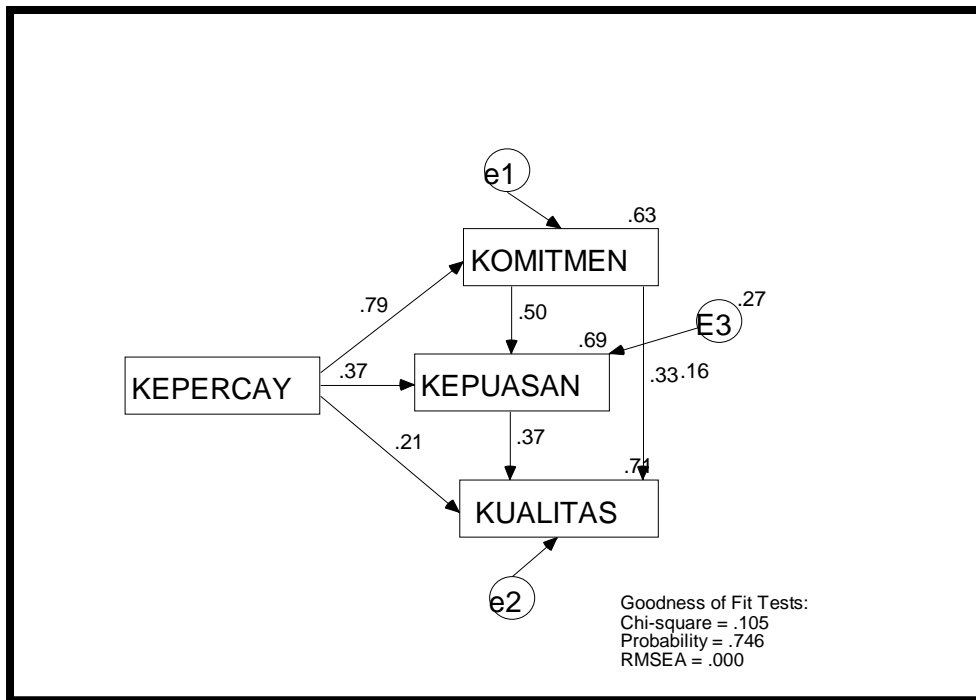 e1
.63
KOMITMEN
.79
.50
.27
E3
.69
.37
KEPERCAY
KEPUASAN
.33
.16
.21
.37
.71
KUALITAS
e2
Goodness of Fit Tests:
Chi-square = .105
Probability = .746
RMSEA = .000